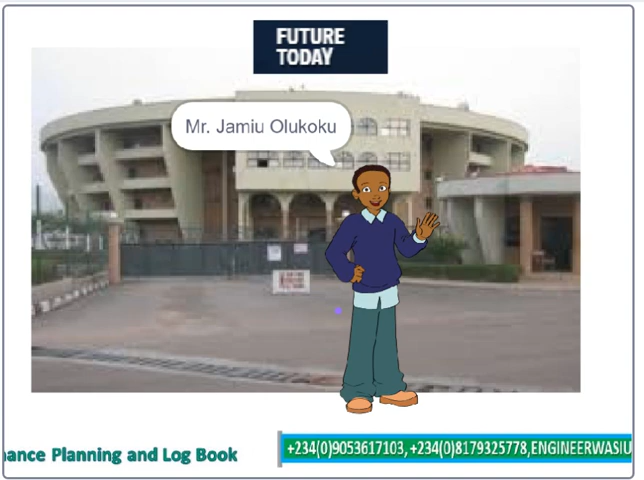 FUTURE
TODAY
Mr. Jamiu Olukoku
nance Planning and Log Book
+234(0)9053617103, +234(0)8179325778,ENGINEERWASIU